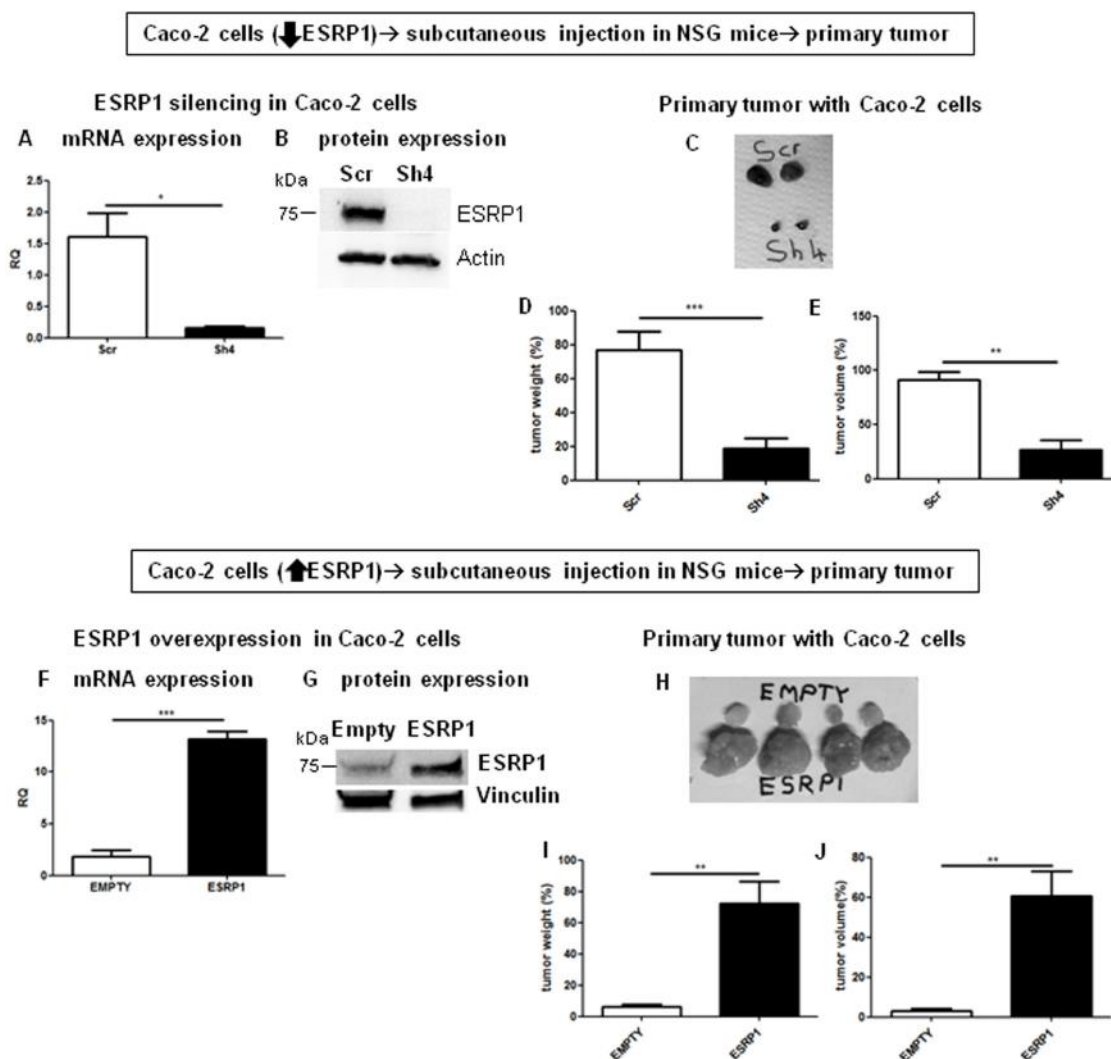 Caco-2 cells (⬇ESRP1)→ subcutaneous injection in NSG mice→ primary tumor
ESRP1 silencing in Caco-2 cells
Primary tumor with Caco-2 cells
A mRNA expression
B protein expression
C
2.5
2.0
1.5
1.0
0.5
0.0
RQ
*
Scr
Sh4
kDa
Scr Sh4
75
ESRP1
Actin
Scr
Sh4
D
100
80
60
40
20
0
tumor weight (%)
***
Scr
Sh4
E
150
100
50
0
tumor volume (%)
**
Scr
Sh4
Caco-2 cells (⬆ESRP1)→ subcutaneous injection in NSG mice→ primary tumor
ESRP1 overexpression in Caco-2 cells
Primary tumor with Caco-2 cells
F mRNA expression
G protein expression
H
15
10
5
0
RQ
***
EMPTY
ESRP1
kDa
Empty ESRP1
75
ESRP1
Vinculin
EMPTY
ESRP1
I
100
80
60
40
20
0
tumor weight (%)
**
EMPTY
ESRP1
J
80
60
40
20
0
tumor volume(%)
**
EMPTY
ESRP1